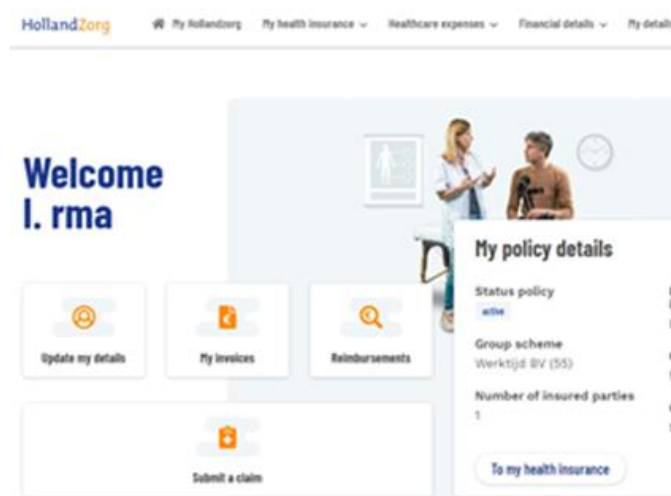 HollandZorg
My Hollandzorg
My health insurance
Healthcare expenses
Financial details
My details
Welcome
I. rma
My policy details
Status policy
active
Group scheme
Werktijd BV (55)
Number of insured parties
1
To my health insurance
Update my details
My invoices
Reimbursements
Submit a claim